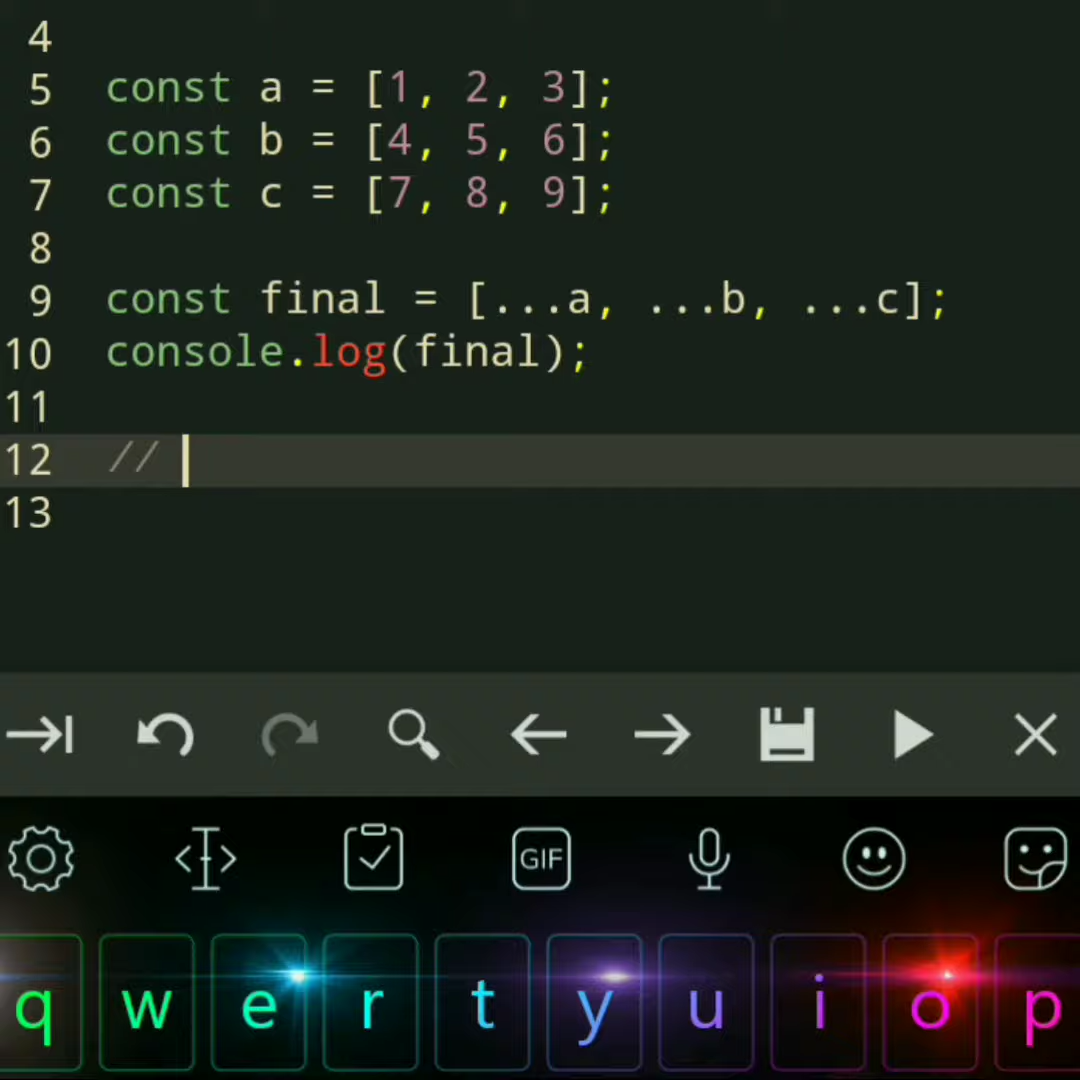 4
5 const a = [1, 2, 3];
6 const b = [4, 5, 6];
7 const c = [7, 8, 9];
8
9 const final = [...a, ...b, ...c];
10 console.log(final);
11
12 //
13
GIF
q w e r t y u i o p